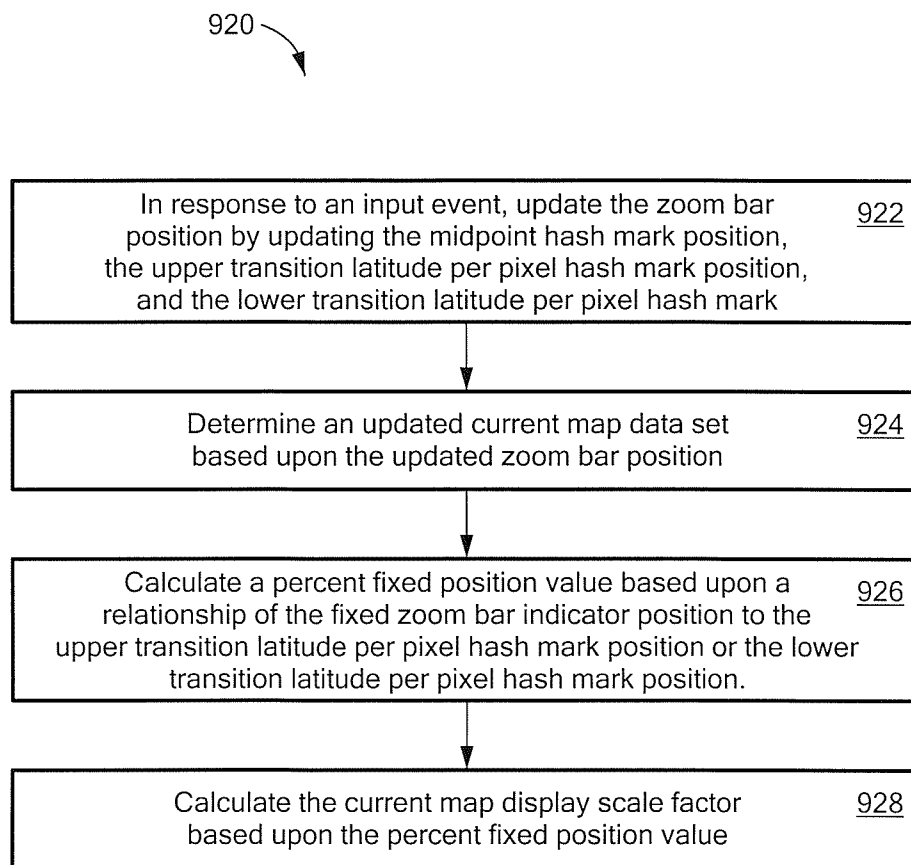 920
In response to an input event, update the zoom bar
position by updating the midpoint hash mark position,
the upper transition latitude per pixel hash mark position,
and the lower transition latitude per pixel hash mark
922
Determine an updated current map data set
based upon the updated zoom bar position
924
Calculate a percent fixed position value based upon a
relationship of the fixed zoom bar indicator position to the
upper transition latitude per pixel hash mark position or the lower
transition latitude per pixel hash mark position.
926
Calculate the current map display scale factor
based upon the percent fixed position value
928